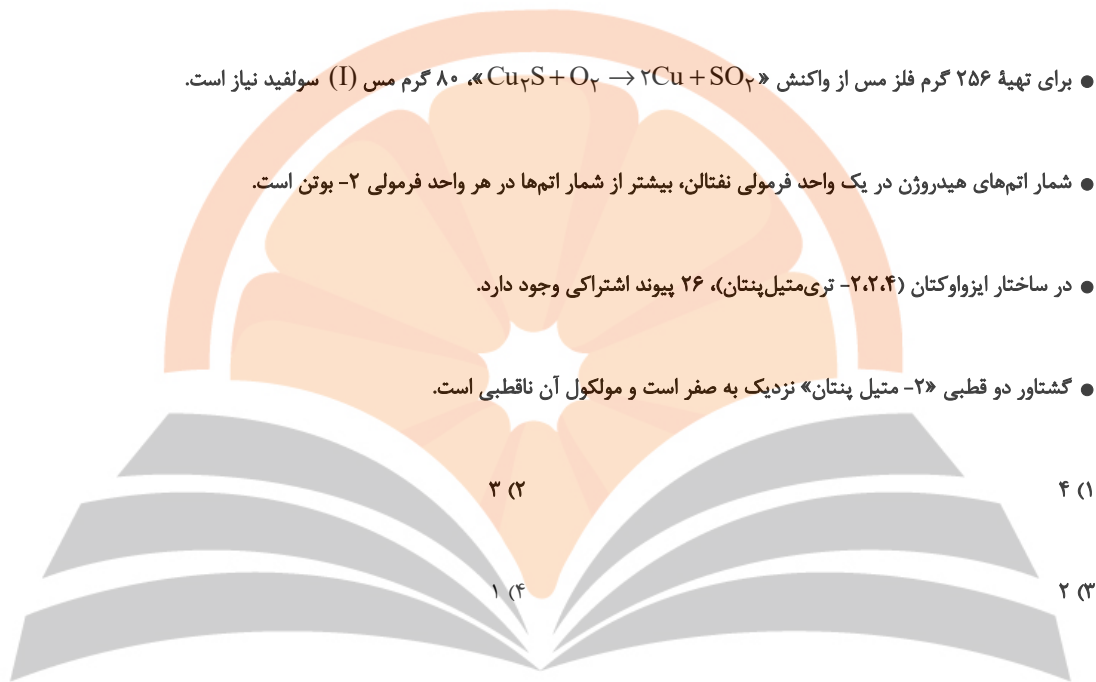 ● برای تهیهٔ ۲۵۶ گرم فلز مس از واکنش «Cu۲S + O۲ → ۲Cu + SO۲»، ۸۰ گرم مس (I) سولفید نیاز است.
● شمار اتم‌های هیدروژن در یک واحد فرمولی نفتالن، بیشتر از شمار اتم‌ها در هر واحد فرمولی ۲- بوتن است.
● در ساختار ایزواوکتان (۲،۲،۴- تری‌متیل‌پنتان)، ۲۶ پیوند اشتراکی وجود دارد.
● گشتاور دو قطبی «۲- متیل پنتان» نزدیک به صفر است و مولکول آن ناقطبی است.
۱) ۴ ۲) ۳
۳) ۲ ۴) ۱